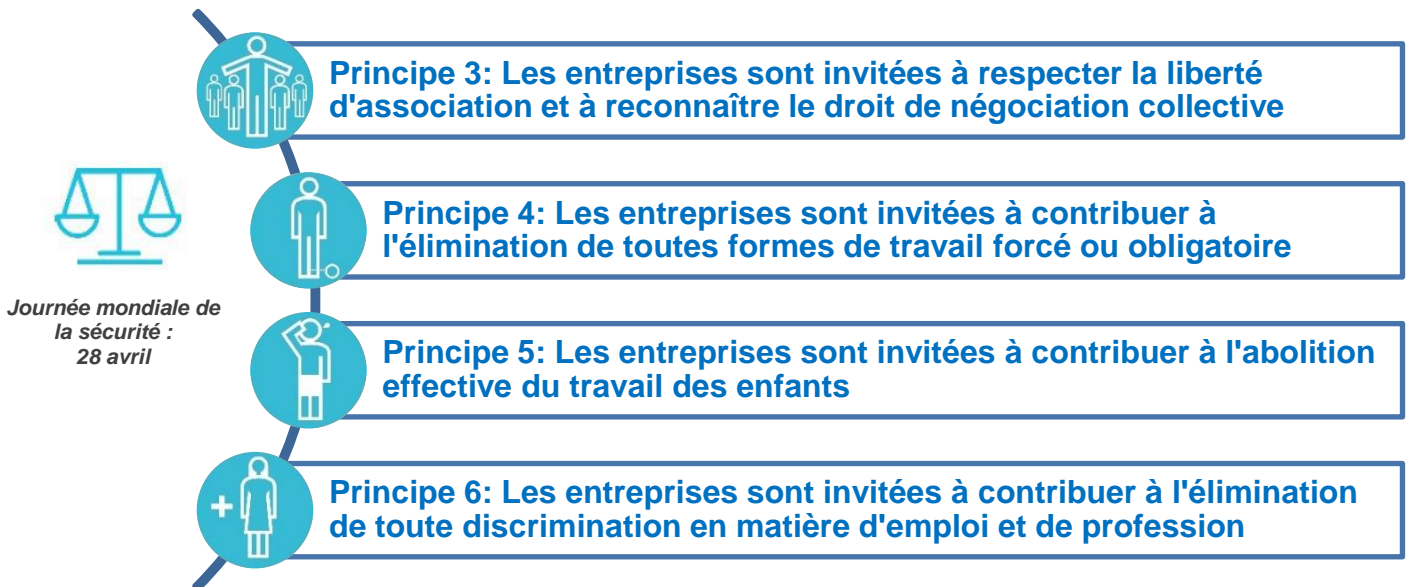 Principe 3: Les entreprises sont invitées à respecter la liberté
d'association et à reconnaître le droit de négociation collective
Principe 4: Les entreprises sont invitées à contribuer à
l'élimination de toutes formes de travail forcé ou obligatoire
Journée mondiale de
la sécurité :
28 avril
Principe 5: Les entreprises sont invitées à contribuer à l'abolition
effective du travail des enfants
Principe 6: Les entreprises sont invitées à contribuer à l'élimination
de toute discrimination en matière d'emploi et de profession